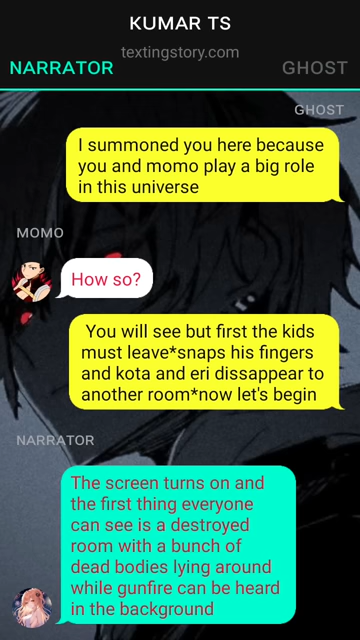 KUMAR TS
textingstory.com
NARRATOR
GHOST
GHOST
I summoned you here because
you and momo play a big role
in this universe
MOMO
How so?
You will see but first the kids
must leave*snaps his fingers
and kota and eri dissappear to
another room*now let's begin
NARRATOR
The screen turns on and
the first thing everyone
can see is a destroyed
room with a bunch of
dead bodies lying around
while gunfire can be heard
in the background